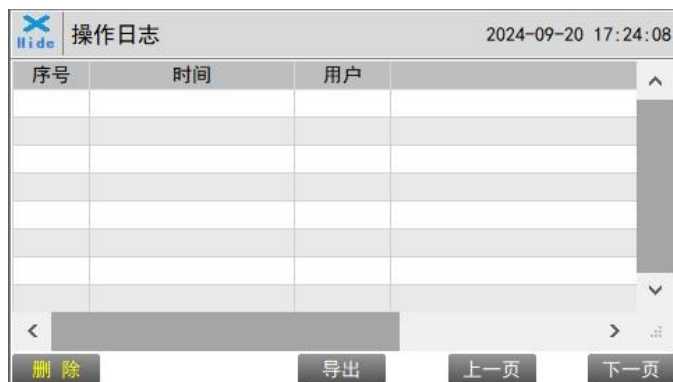 Hide 操作日志 2024-09-20 17:24:08
序号 时间 用户
删 除 导出 上一页 下一页